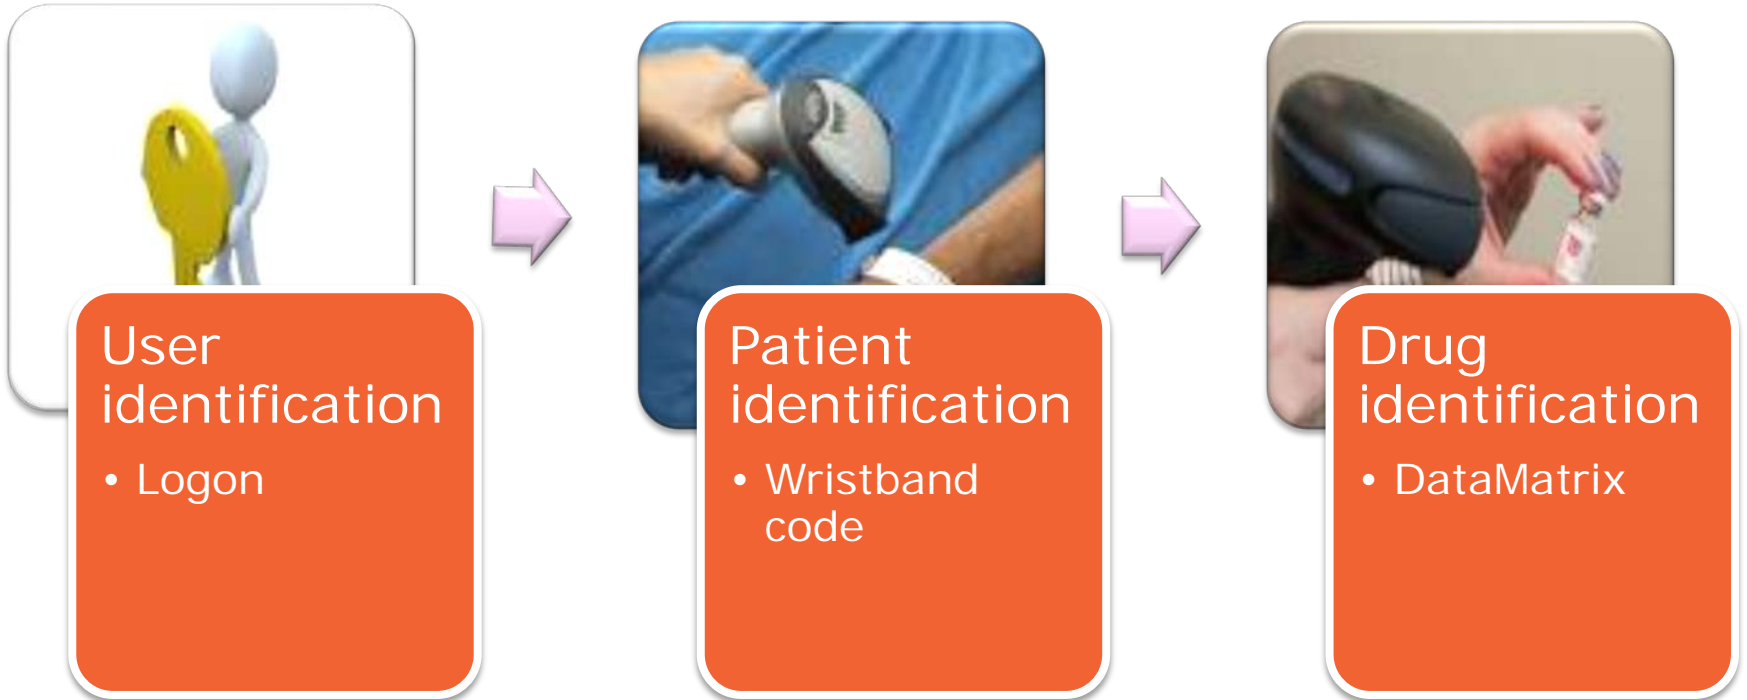 User
identification
• Logon
Patient
identification
• Wristband
code
Drug
identification
• DataMatrix